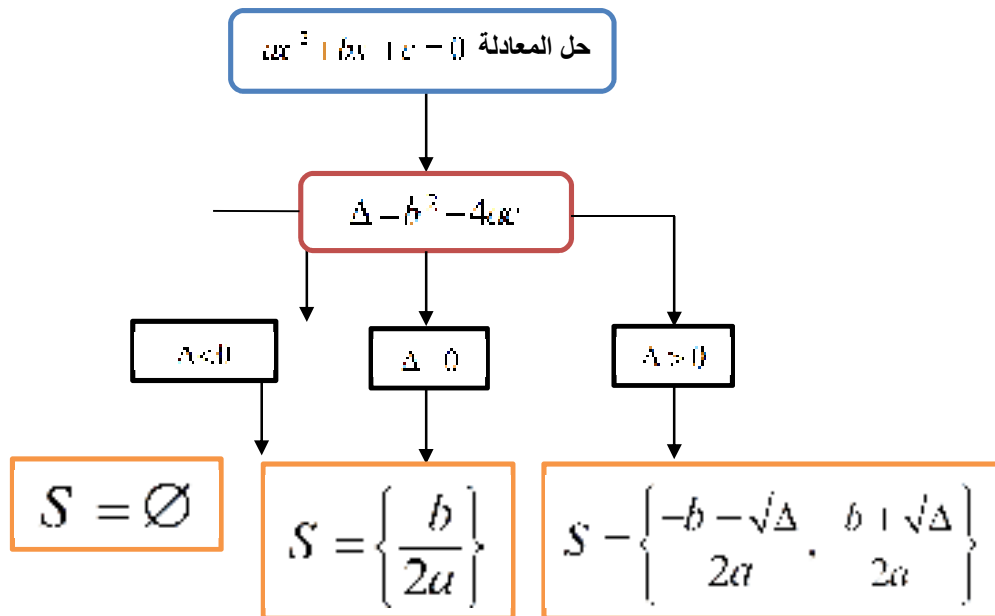 حل المعادلة ax² + bx + c = 0
Δ = b² − 4ac
Δ < 0
Δ = 0
Δ > 0
S = ∅
S = { b / 2a }
S = { −b − √Δ / 2a , b + √Δ / 2a }